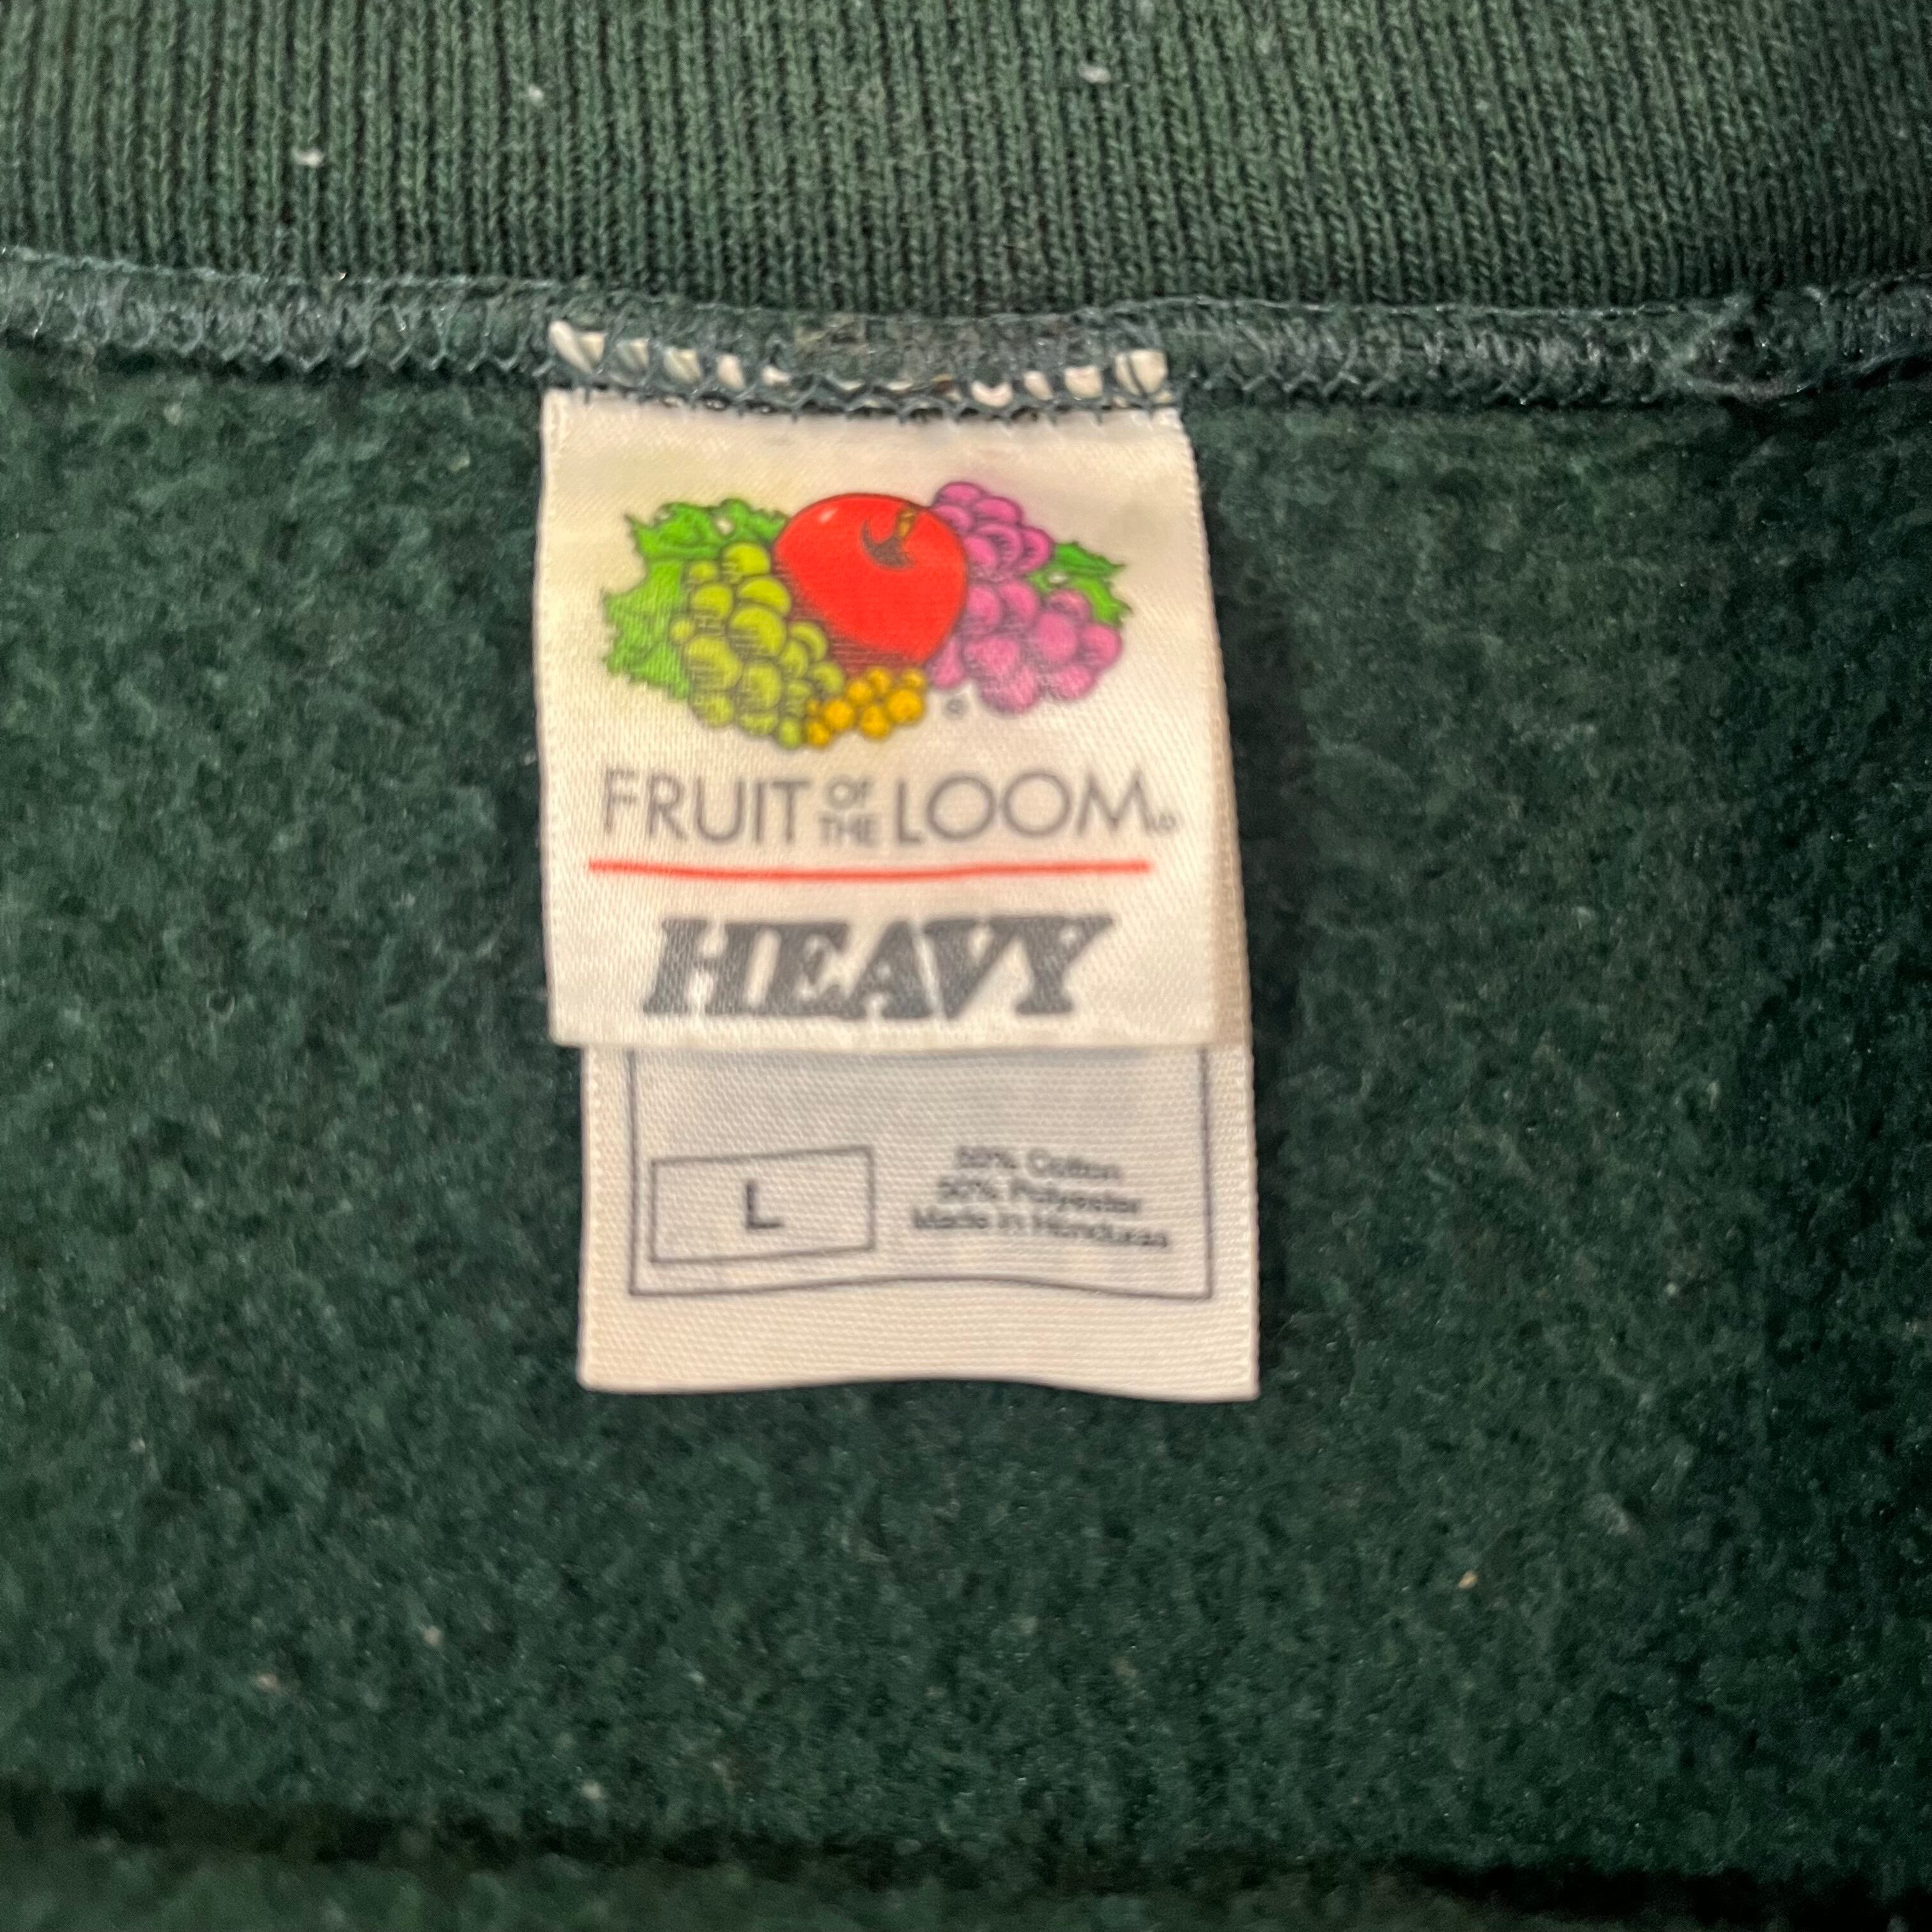 FRUIT OF THE LOOM®
HEAVY
L
50% Cotton
50% Polyester
Made in Honduras